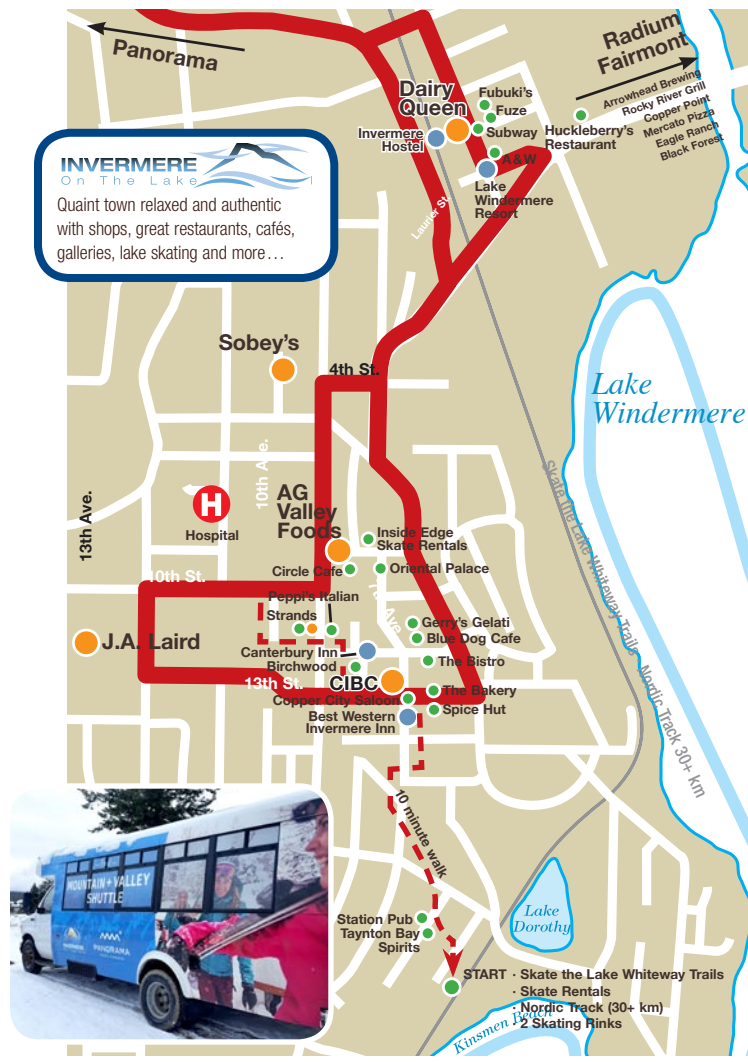 Panorama
Radium
Fairmont
Arrowhead Brewing
Rocky River Grill
Copper Point
Mercato Pizza
Eagle Ranch
Black Forest
Dairy
Queen
Fubuki's
Fuze
Subway
Huckleberry's
Restaurant
Invermere
Hostel
A&W
Lake
Windermere
Resort
INVERMERE
On The Lake
Quaint town relaxed and authentic
with shops, great restaurants, cafés,
galleries, lake skating and more…
Laurier St.
Sobey's
4th St.
Lake
Windermere
10th Ave.
13th Ave.
H
Hospital
AG
Valley
Foods
Inside Edge
Skate Rentals
Circle Cafe
Oriental Palace
10th St.
7th Ave
Peppi's Italian
Strands
Gerry's Gelati
Blue Dog Cafe
J.A. Laird
Canterbury Inn
Birchwood
The Bistro
13th St.
CIBC
The Bakery
Copper City Saloon
Spice Hut
Best Western
Invermere Inn
Skate the Lake Whiteway Trails
Nordic Track 30+ km
10 minute walk
MOUNTAIN + VALLEY
SHUTTLE
PANORAMA
Lake
Dorothy
Station Pub
Taynton Bay
Spirits
START · Skate the Lake Whiteway Trails
· Skate Rentals
· Nordic Track (30+ km)
· 2 Skating Rinks
Kinsmen Beach